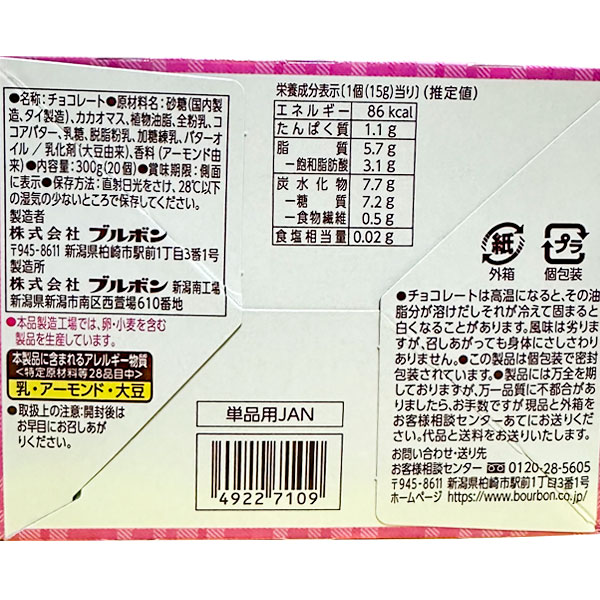 ●名称:チョコレート●原材料名:砂糖(国内製
造、タイ製造)、カカオマス、植物油脂、全粉乳、コ
コアバター、乳糖、脱脂粉乳、加糖練乳、バターオ
イル / 乳化剤(大豆由来)、香料(アーモンド由
来)●内容量:300g(20個)●賞味期限:側面
に表示●保存方法:直射日光をさけ、28℃以下
の湿気の少ないところで保存してください。
製造者
株式会社 ブルボン
〒945-8611 新潟県柏崎市駅前1丁目3番1号
製造所
株式会社 ブルボン 新潟南工場
新潟県新潟市南区西萱場610番地
●本品製造工場では、卵・小麦を含む
製品を生産しています。
本製品に含まれるアレルギー物質
<特定原材料等28品目中>
乳・アーモンド・大豆
●取扱上の注意:開封後は
お早目にお召しあが
りください。
栄養成分表示(1個(15g)当り)(推定値)
エネルギー 86 kcal
たんぱく質 1.1 g
脂質 5.7 g
-飽和脂肪酸 3.1 g
炭水化物 7.7 g
-糖質 7.2 g
-食物繊維 0.5 g
食塩相当量 0.02 g
紙 プラ
外箱 個包装
●チョコレートは高温になると、その油
脂分が溶けだしそれが冷えて固まると
白くなることがあります。風味は劣りま
すが、召しあがっても身体にさしさわり
ありません。●この製品は個包装で密封
包装されています。●製品には万全を期
しておりますが、万一品質に不都合があ
りましたら、お手数ですが現品と外箱を
お客様相談センターあてにお送りくださ
い。代品と送料をお送りいたします。
お問い合わせ・送り先
お客様相談センター 0120-28-5605
〒945-8611 新潟県柏崎市駅前1丁目3番1号
ホームページ https://www.bourbon.co.jp/
単品用JAN
4922 7109